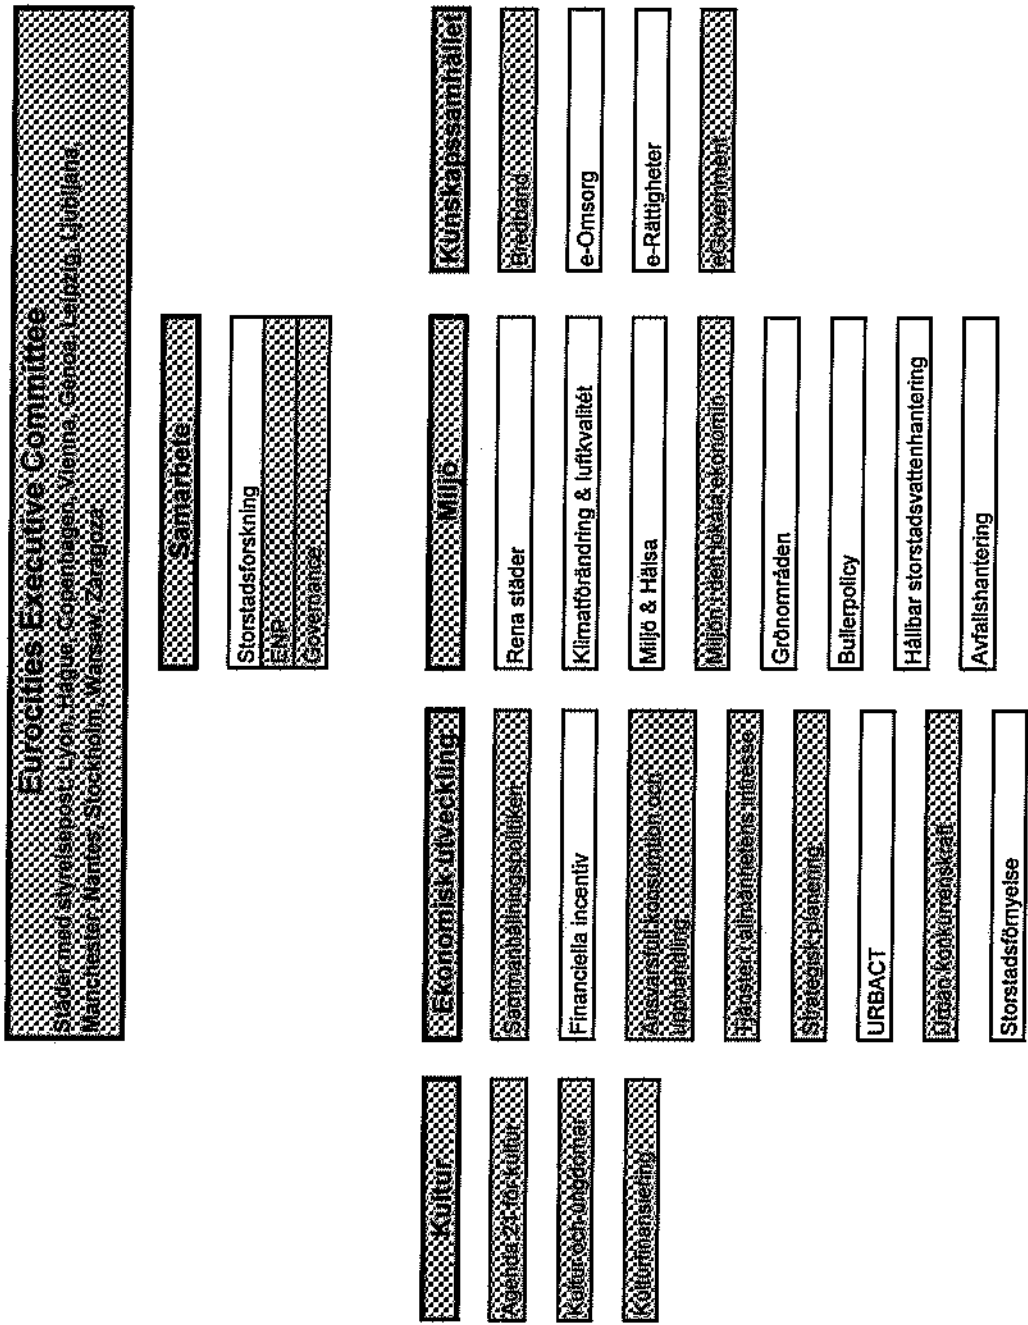 Eurocities Executive Committee
Städer med styrelsepost: Lyon, Hague, Copenhagen, Vienna, Genoa, Leipzig, Ljubljana,
Manchester, Nantes, Stockholm, Warsaw, Zaragoza
Samarbete
Storstadsforskning
ENP
Governance
Kultur
Agenda 21 för kultur
Kultur och ungdomar
Kulturfinansiering
Ekonomisk utveckling
Sammanhållningspolitiken
Financiella incentiv
Ansvarsfull konsumtion och
upphandling
Tjänster i allmänhetens intresse
Strategisk planering
URBACT
Urban konkurrenskraft
Storstadsförnyelse
Miljö
Rena städer
Klimatförändring & luftkvalitét
Miljö & Hälsa
Miljön i den lokala ekonomin
Grönområden
Bullerpolicy
Hållbar storstadsvattenhantering
Avfallshantering
Kunskapssamhället
Bredband
e-Omsorg
e-Rättigheter
eGovernment